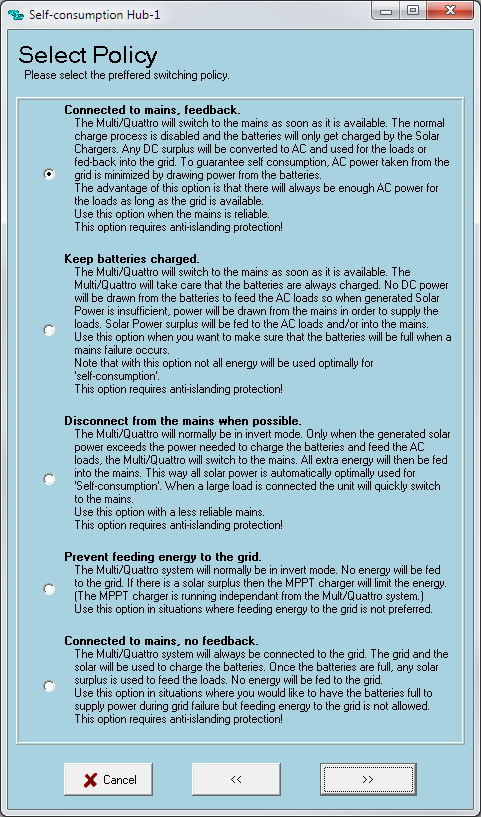 Self-consumption Hub-1
Select Policy
Please select the preffered switching policy.
Connected to mains, feedback.
The Multi/Quattro will switch to the mains as soon as it is available. The normal
charge process is disabled and the batteries will only get charged by the Solar
Chargers. Any DC surplus will be converted to AC and used for the loads or
fed-back into the grid. To guarantee self consumption, AC power taken from the
grid is minimized by drawing power from the batteries.
The advantage of this option is that there will always be enough AC power for
the loads as long as the grid is available.
Use this option when the mains is reliable.
This option requires anti-islanding protection!
Keep batteries charged.
The Multi/Quattro will switch to the mains as soon as it is available. The
Multi/Quattro will take care that the batteries are always charged. No DC power
will be drawn from the batteries to feed the AC loads so when generated Solar
Power is insufficient, power will be drawn from the mains in order to supply the
loads. Solar Power surplus will be fed to the AC loads and/or into the mains.
Use this option when you want to make sure that the batteries will be full when a
mains failure occurs.
Note that with this option not all energy will be used optimally for
'self-consumption'.
This option requires anti-islanding protection!
Disconnect from the mains when possible.
The Multi/Quattro will normally be in invert mode. Only when the generated solar
power exceeds the power needed to charge the batteries and feed the AC
loads, the Multi/Quattro will switch to the mains. All extra energy will then be fed
into the mains. This way all solar power is automatically optimally used for
'Self-consumption'. When a large load is connected the unit will quickly switch
to the mains.
Use this option with a less reliable mains.
This option requires anti-islanding protection!
Prevent feeding energy to the grid.
The Multi/Quattro system will normally be in invert mode. No energy will be fed
to the grid. If there is a solar surplus then the MPPT charger will limit the energy.
(The MPPT charger is running independant from the Mult/Quattro system.)
Use this option in situations where feeding energy to the grid is not preferred.
Connected to mains, no feedback.
The Multi/Quattro system will always be connected to the grid. The grid and the
solar will be used to charge the batteries. Once the batteries are full, any solar
surplus is used to feed the loads. No energy will be fed to the grid.
Use this option in situations where you would like to have the batteries full to
supply power during grid failure but feeding energy to the grid is not allowed.
This option requires anti-islanding protection!
Cancel
<<
>>